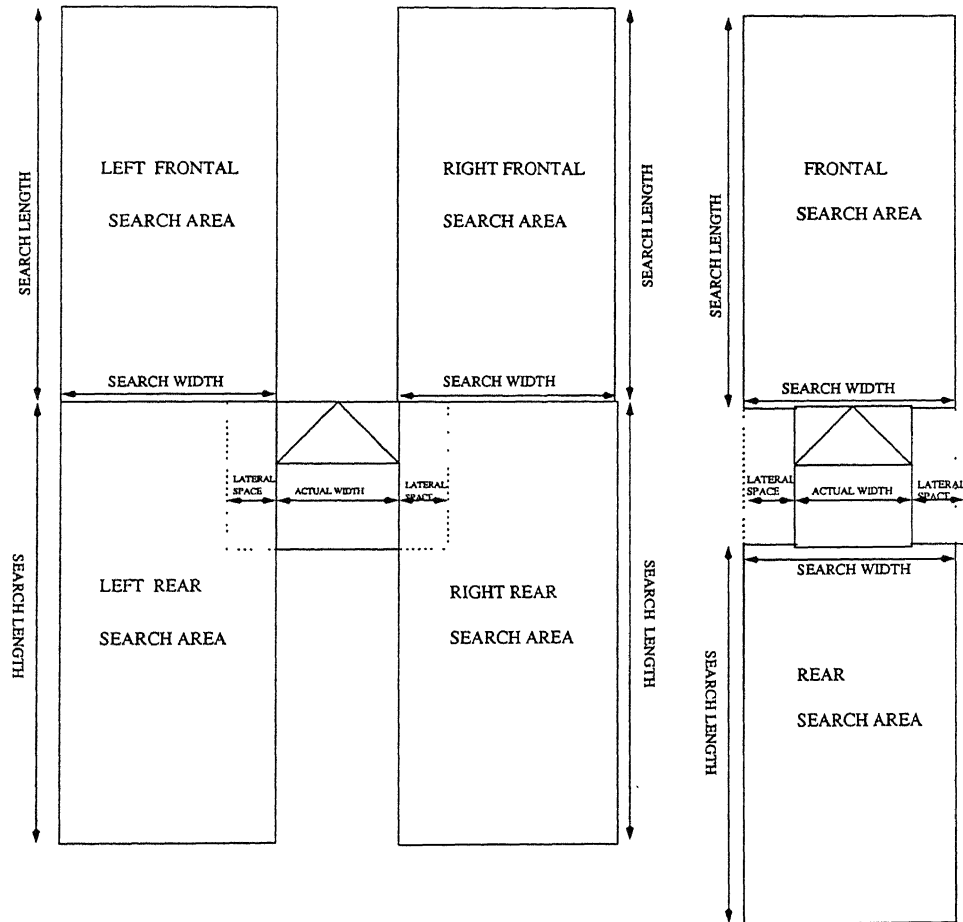 LEFT FRONTAL
SEARCH AREA
RIGHT FRONTAL
SEARCH AREA
FRONTAL
SEARCH AREA
SEARCH LENGTH
SEARCH LENGTH
SEARCH LENGTH
SEARCH WIDTH
SEARCH WIDTH
SEARCH WIDTH
LATERAL
SPACE
ACTUAL WIDTH
LATERAL
SPACE
LATERAL
SPACE
ACTUAL WIDTH
LATERAL
SPACE
SEARCH WIDTH
LEFT REAR
SEARCH AREA
RIGHT REAR
SEARCH AREA
SEARCH LENGTH
SEARCH LENGTH
SEARCH LENGTH
REAR
SEARCH AREA